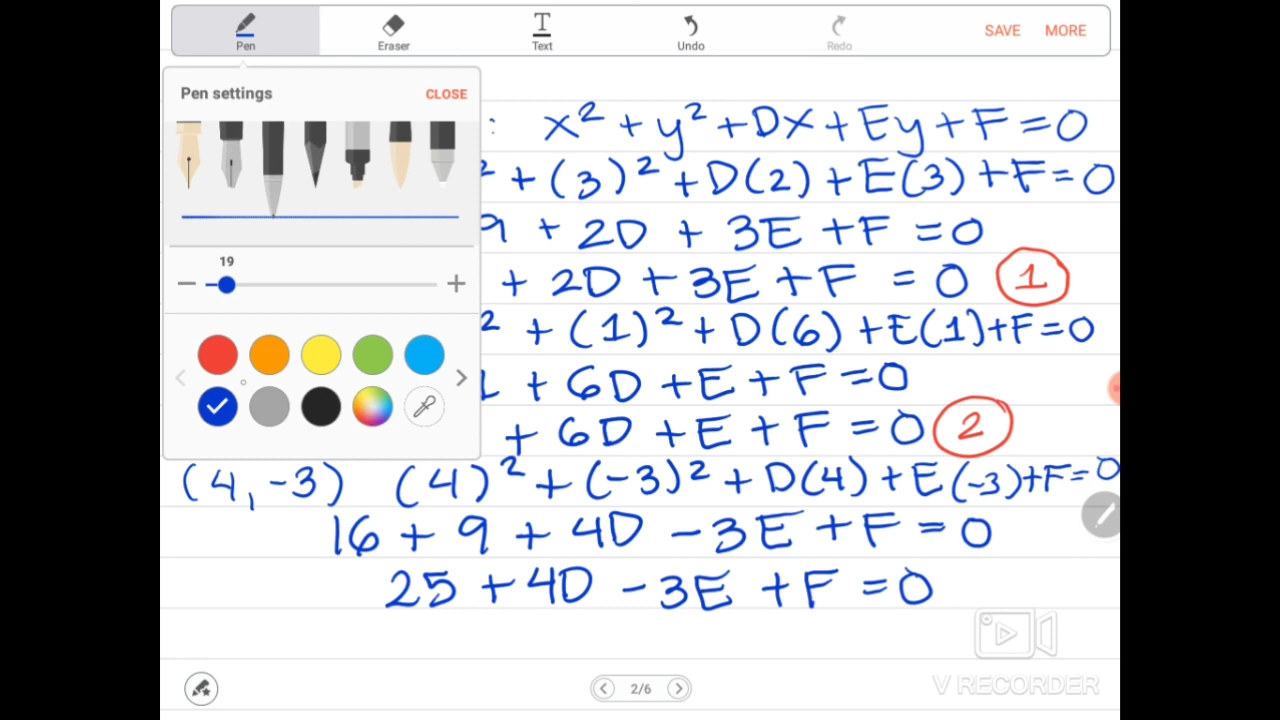 Pen
Eraser
Text
Undo
Redo
SAVE
MORE
Pen settings
CLOSE
19
: x² + y² + Dx + Ey + F = 0
² + (3)² + D(2) + E(3) + F = 0
9 + 2D + 3E + F = 0
+ 2D + 3E + F = 0 1
² + (1)² + D(6) + E(1) + F = 0
+ 6D + E + F = 0
+ 6D + E + F = 0 2
(4, -3) (4)² + (-3)² + D(4) + E(-3) + F = 0
16 + 9 + 4D - 3E + F = 0
25 + 4D - 3E + F = 0
2/6
V RECORDER